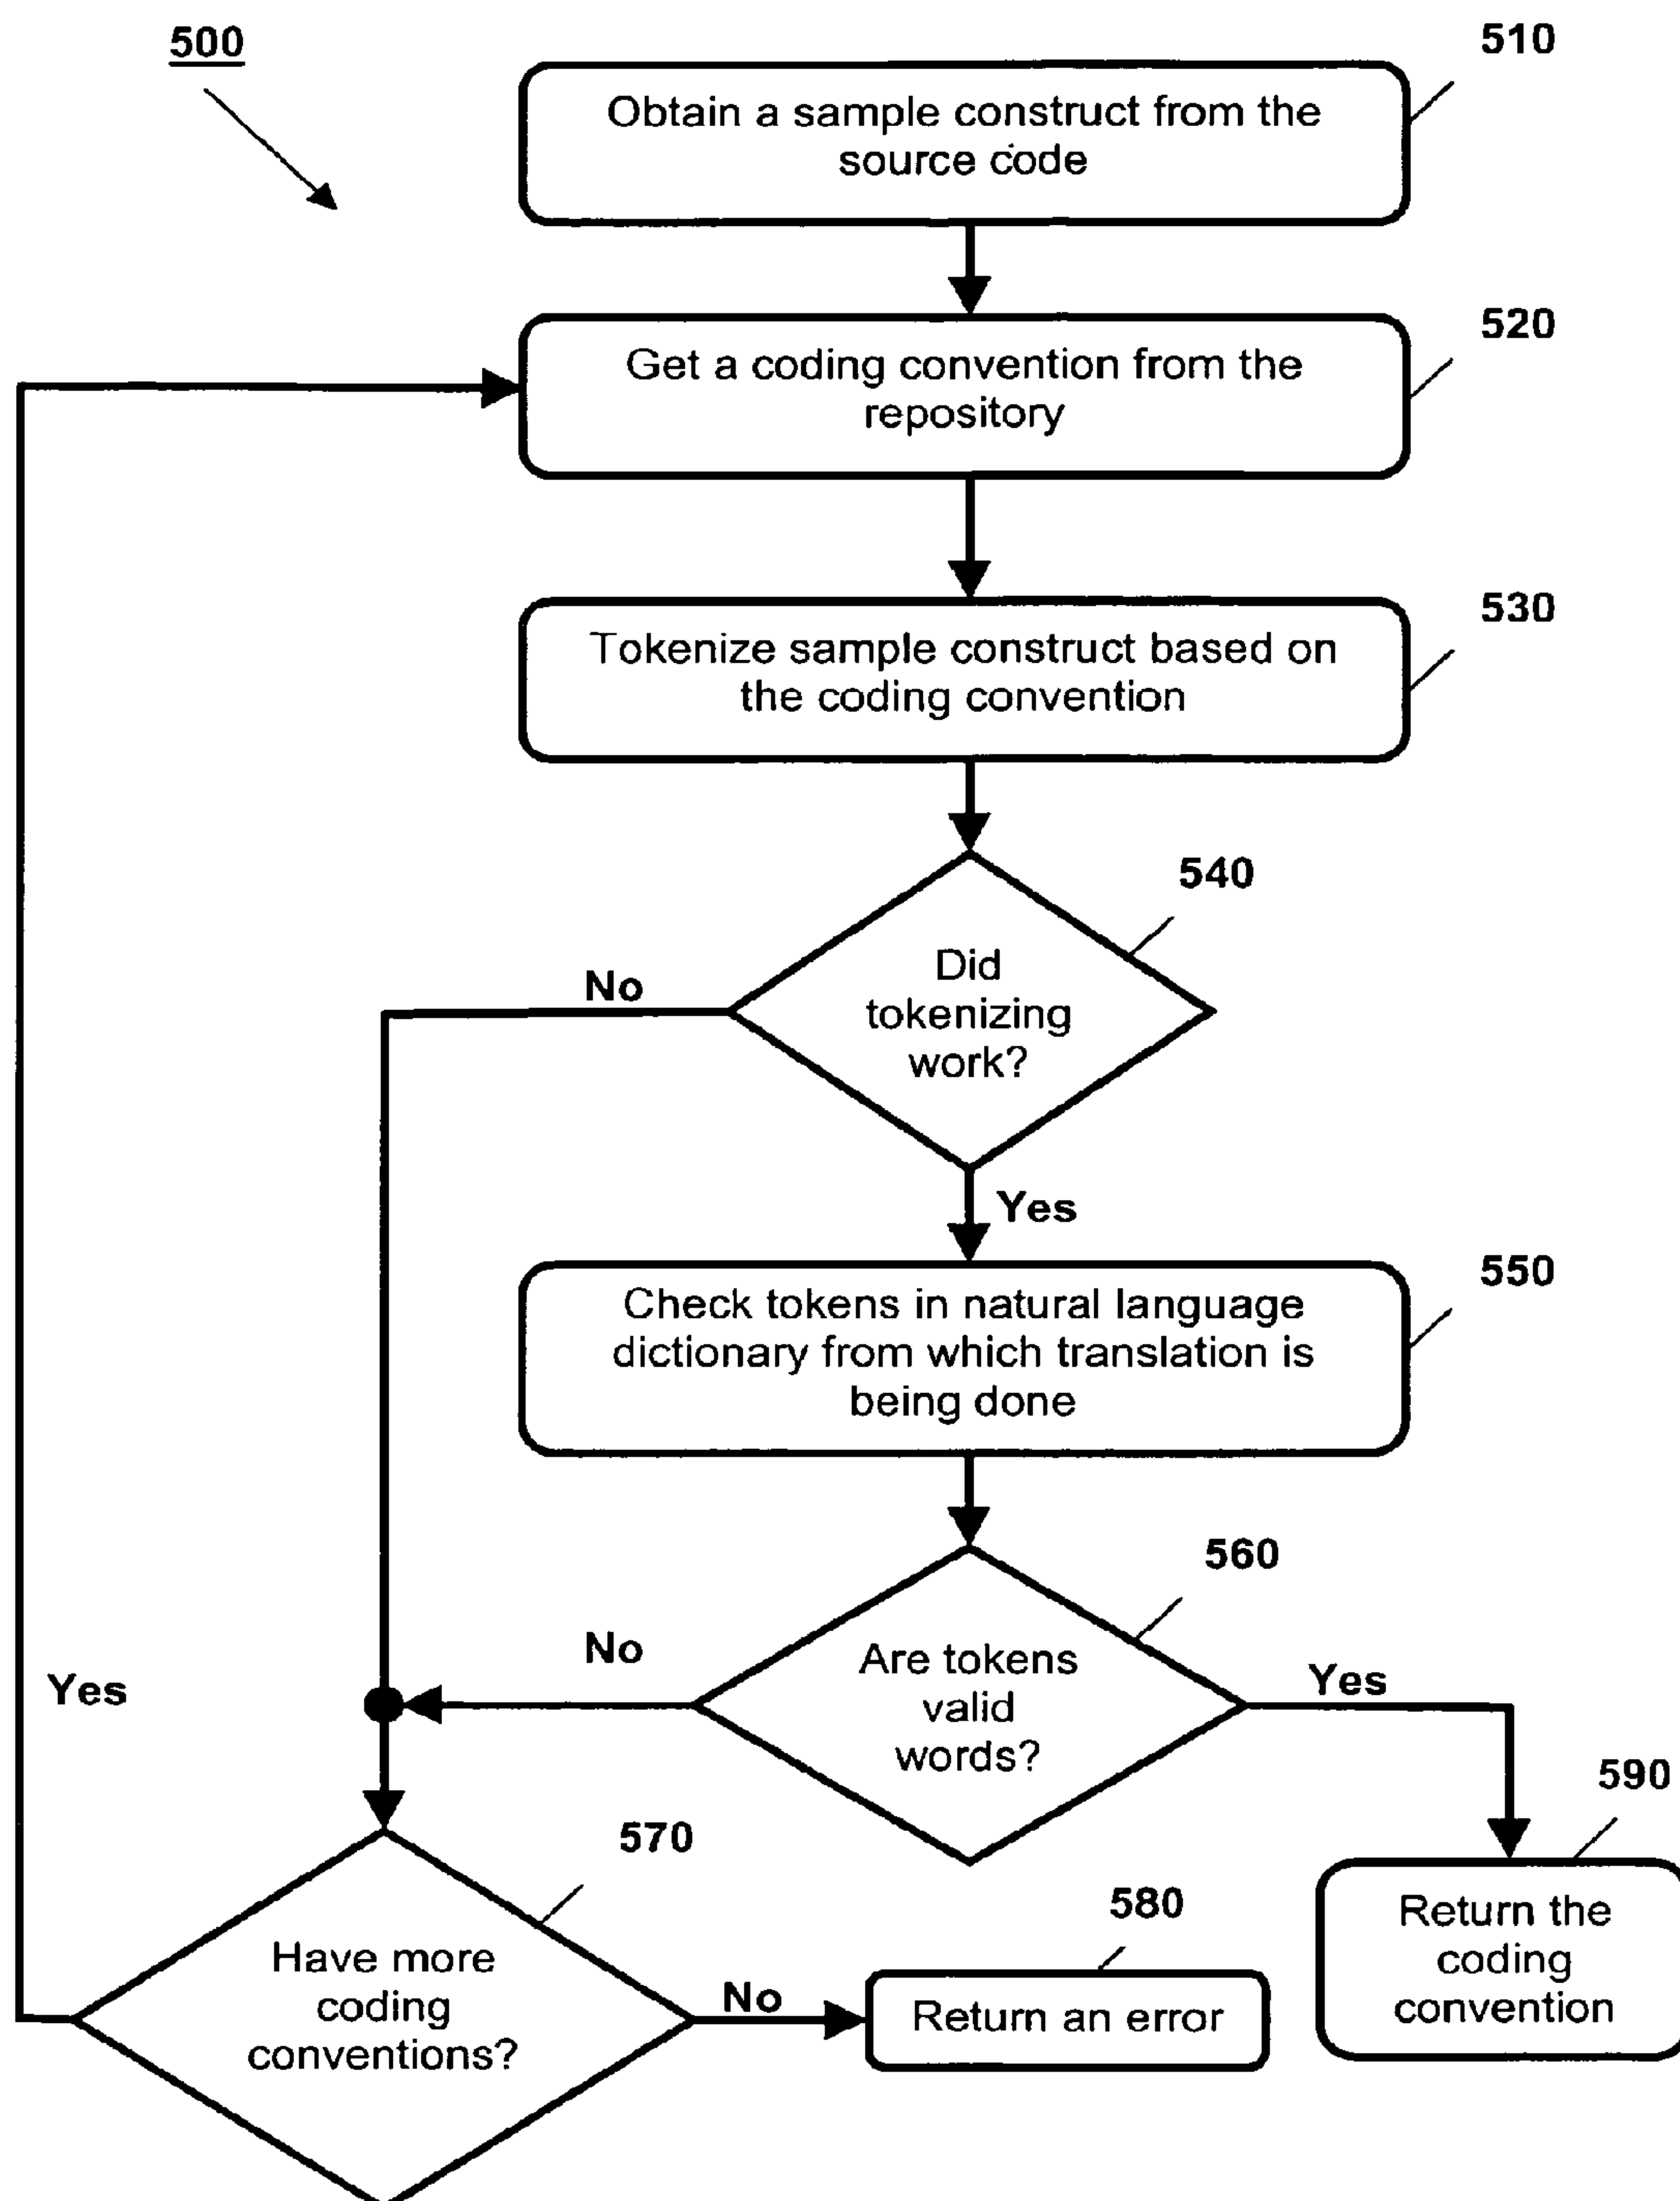 500
510
Obtain a sample construct from the
source code
520
Get a coding convention from the
repository
530
Tokenize sample construct based on
the coding convention
540
Did
tokenizing
work?
No
Yes
550
Check tokens in natural language
dictionary from which translation is
being done
560
Are tokens
valid
words?
No
Yes
Yes
590
Return the
coding
convention
570
Have more
coding
conventions?
No
580
Return an error